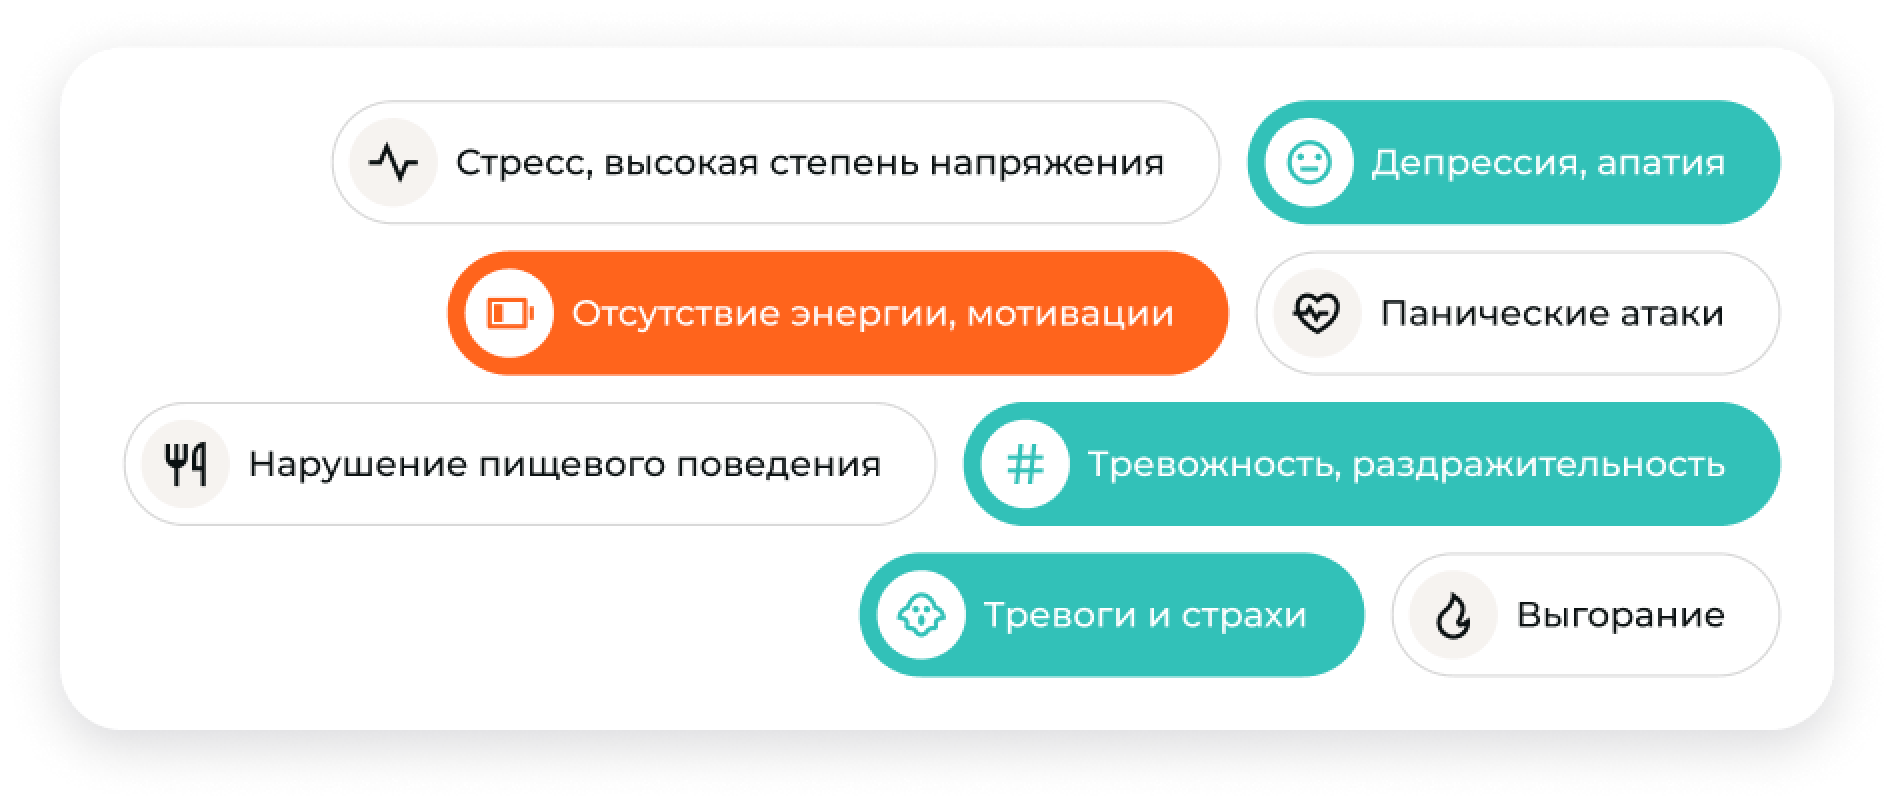 Стресс, высокая степень напряжения
Депрессия, апатия
Отсутствие энергии, мотивации
Панические атаки
Нарушение пищевого поведения
Тревожность, раздражительность
Тревоги и страхи
Выгорание